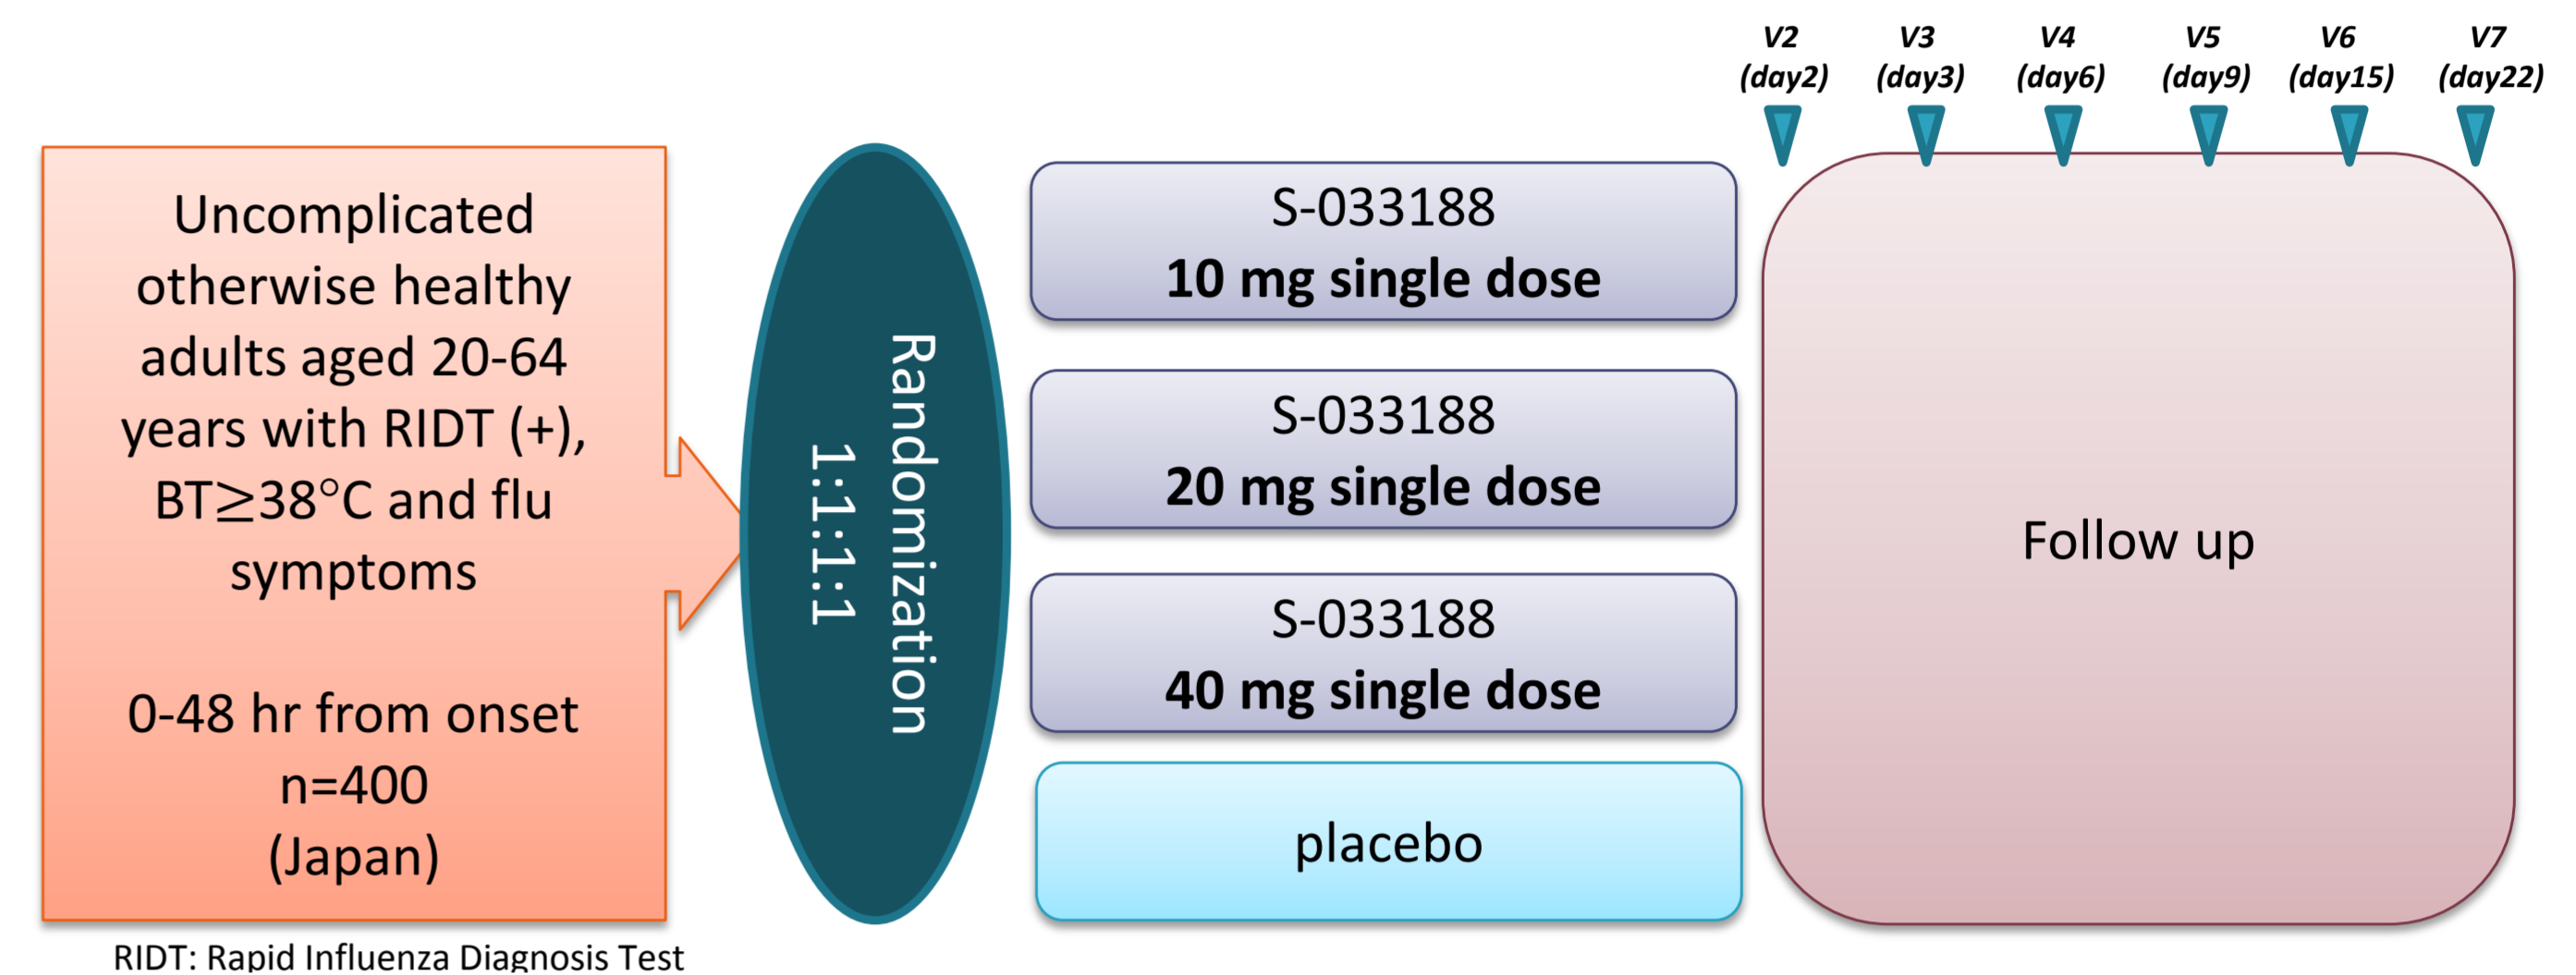 V2
(day2)
V3
(day3)
V4
(day6)
V5
(day9)
V6
(day15)
V7
(day22)
Uncomplicated
otherwise healthy
adults aged 20-64
years with RIDT (+),
BT≧38°C and flu
symptoms
0-48 hr from onset
n=400
(Japan)
Randomization
1:1:1:1
S-033188
10 mg single dose
S-033188
20 mg single dose
S-033188
40 mg single dose
placebo
Follow up
RIDT: Rapid Influenza Diagnosis Test